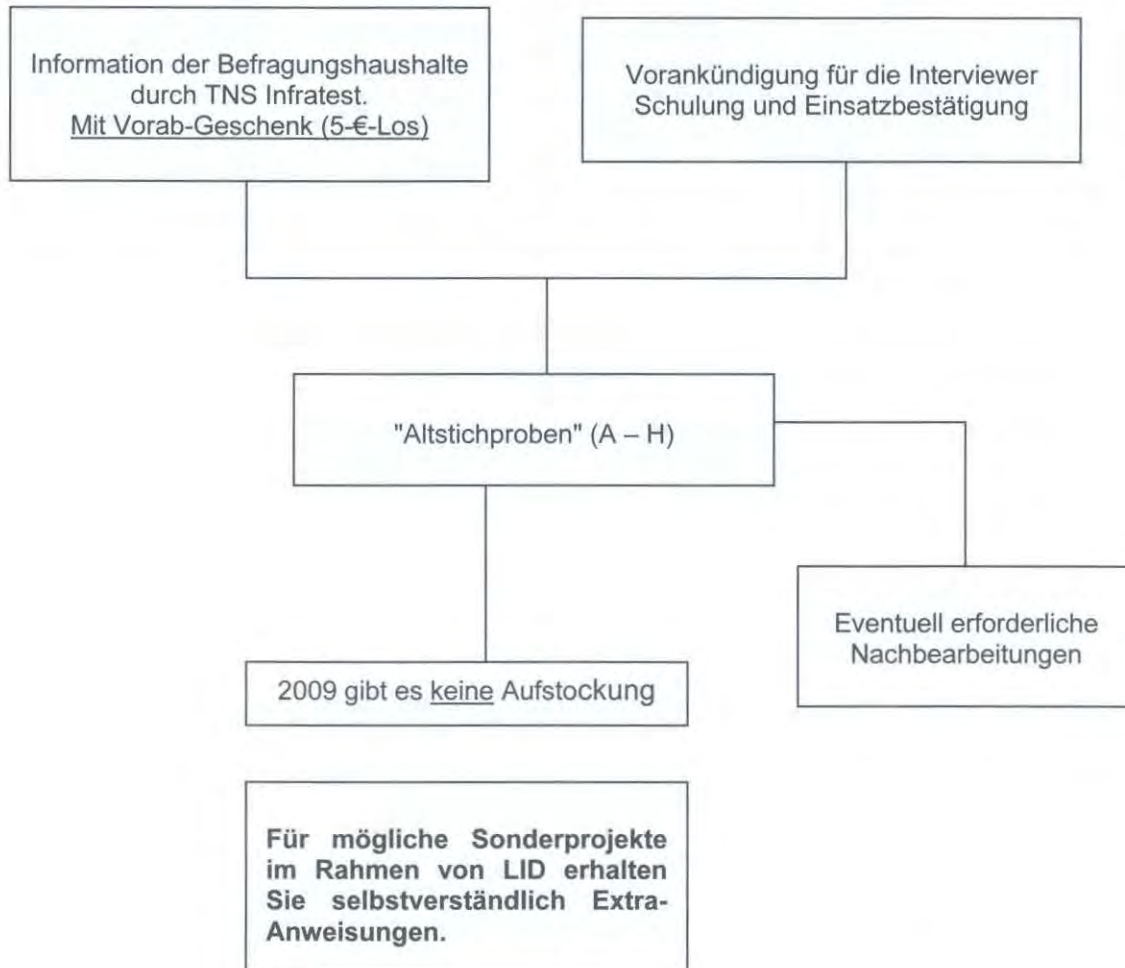 Information der Befragungshaushalte
durch TNS Infratest.
Mit Vorab-Geschenk (5-€-Los)
Vorankündigung für die Interviewer
Schulung und Einsatzbestätigung
"Altstichproben" (A – H)
Eventuell erforderliche
Nachbearbeitungen
2009 gibt es keine Aufstockung
Für mögliche Sonderprojekte
im Rahmen von LID erhalten
Sie selbstverständlich Extra-
Anweisungen.